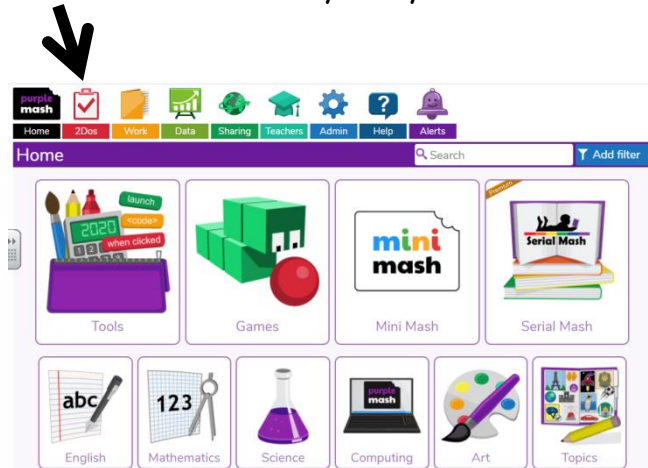 purple
mash
Home
2Dos
Work
Data
Sharing
Teachers
Admin
?
Help
Alerts
Home
Search
Add filter
launch
<code>
2020
when clicked
Tools
Games
mini
mash
Mini Mash
Premium
Serial Mash
Serial Mash
abc
English
123
Mathematics
Science
purple
mash
Computing
Art
Topics